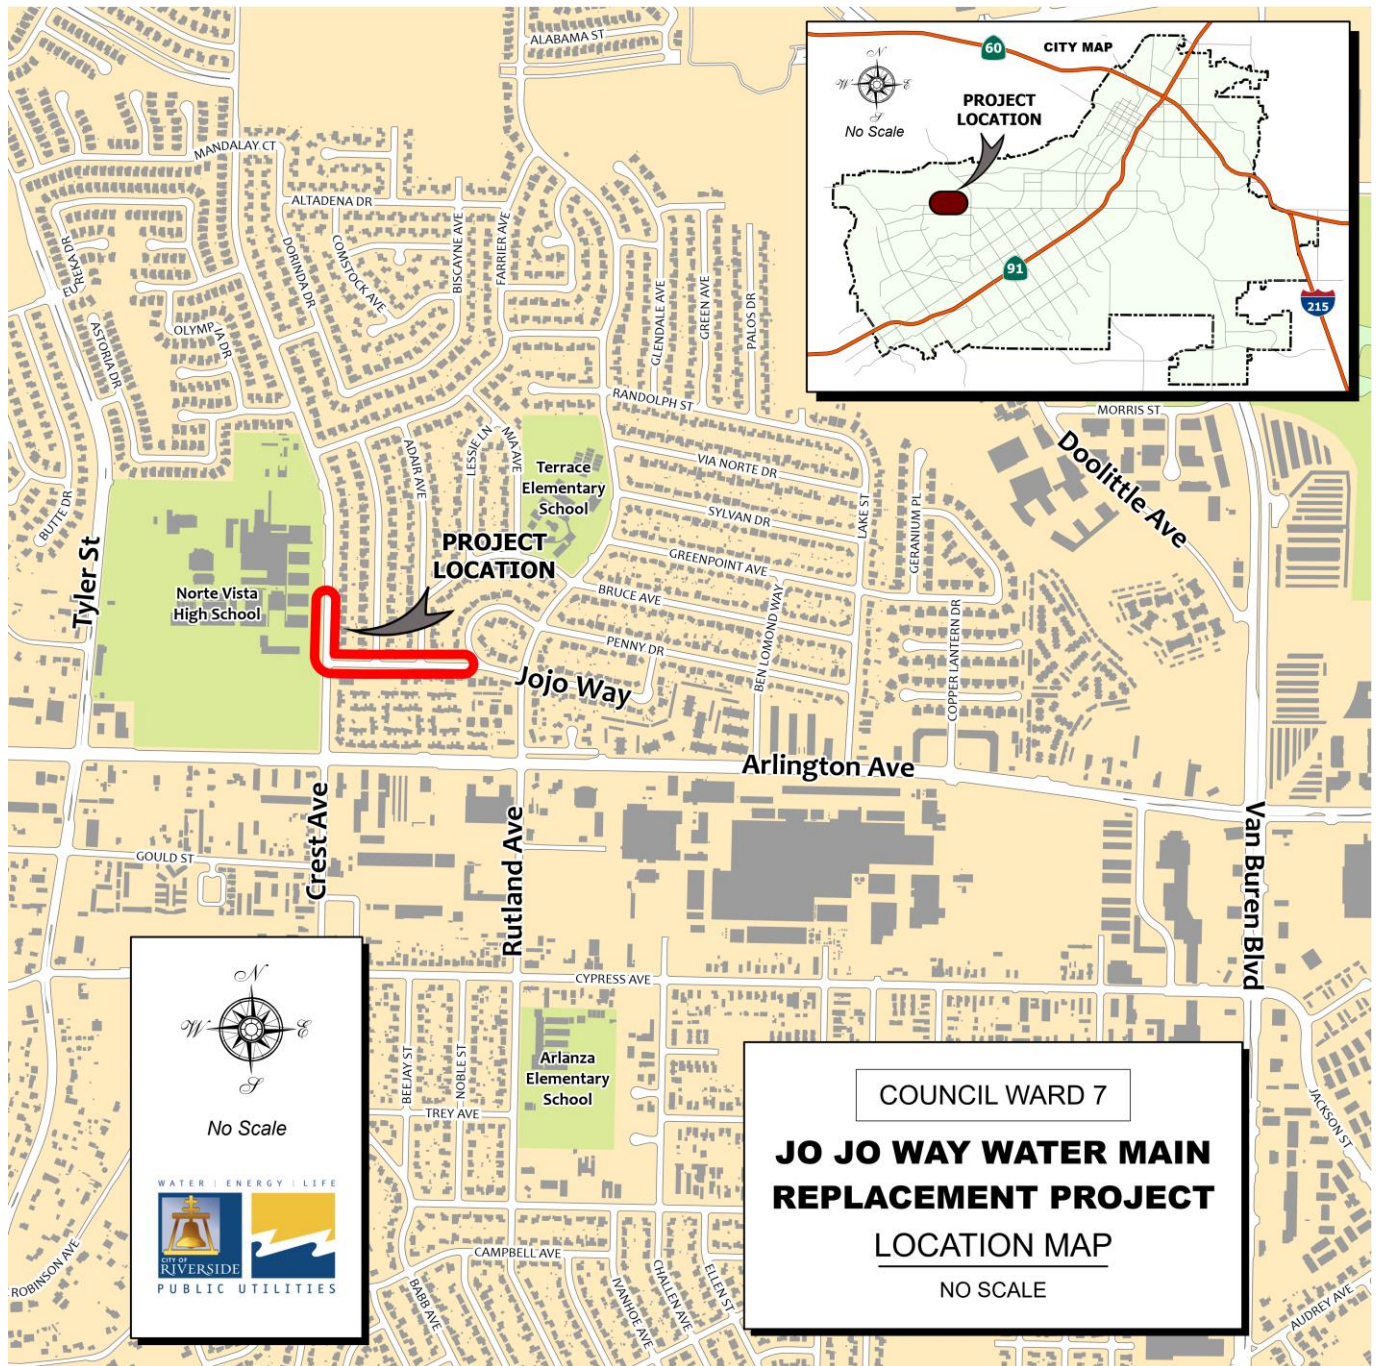 ALABAMA ST
MANDALAY CT
ALTADENA DR
EUREKA DR
DORINDA DR
COMSTOCK AVE
BISCAYNE AVE
FARRIER AVE
ASTORIA DR
OLYMPIA DR
GLENDALE AVE
GREEN AVE
PALOS DR
RANDOLPH ST
BUTTE DR
Tyler St
ADAIR AVE
LESSIE LN
MIA AVE
Terrace
Elementary
School
VIA NORTE DR
SYLVAN DR
GREENPOINT AVE
BRUCE AVE
PENNY DR
BEN LOMOND WAY
LAKE ST
GERANIUM PL
COPPER LANTERN DR
MORRIS ST
Doolittle Ave
Norte Vista
High School
PROJECT
LOCATION
Jojo Way
Arlington Ave
Crest Ave
Rutland Ave
Van Buren Blvd
GOULD ST
CYPRESS AVE
BEEJAY ST
NOBLE ST
TREY AVE
Arlanza
Elementary
School
CAMPBELL AVE
BABB AVE
IVANHOE AVE
CHALLEN AVE
ELLEN ST
ROBINSON AVE
JACKSON ST
AUDREY AVE
N
W E
S
No Scale
60
CITY MAP
PROJECT
LOCATION
91
215
N
W E
S
No Scale
WATER | ENERGY | LIFE
CITY OF
RIVERSIDE
PUBLIC UTILITIES
COUNCIL WARD 7
JO JO WAY WATER MAIN
REPLACEMENT PROJECT
LOCATION MAP
NO SCALE